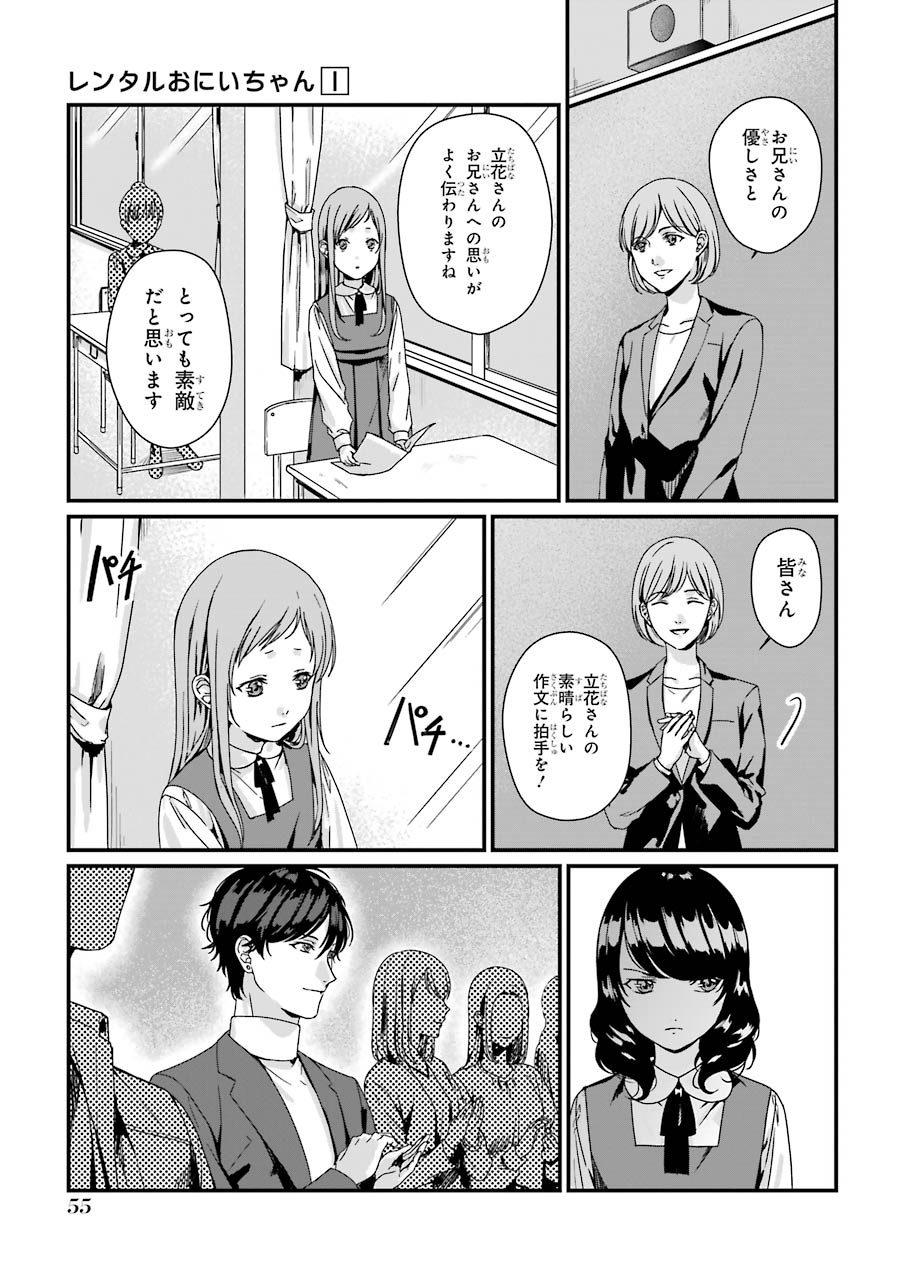 レンタルおにいちゃん 1
お兄さんの
優しさと
立花さんの
お兄さんへの思いが
よく伝わりますね
とっても素敵
だと思います
皆さん
立花さんの
素晴らしい
作文に拍手を!
パチ
パチ…
55